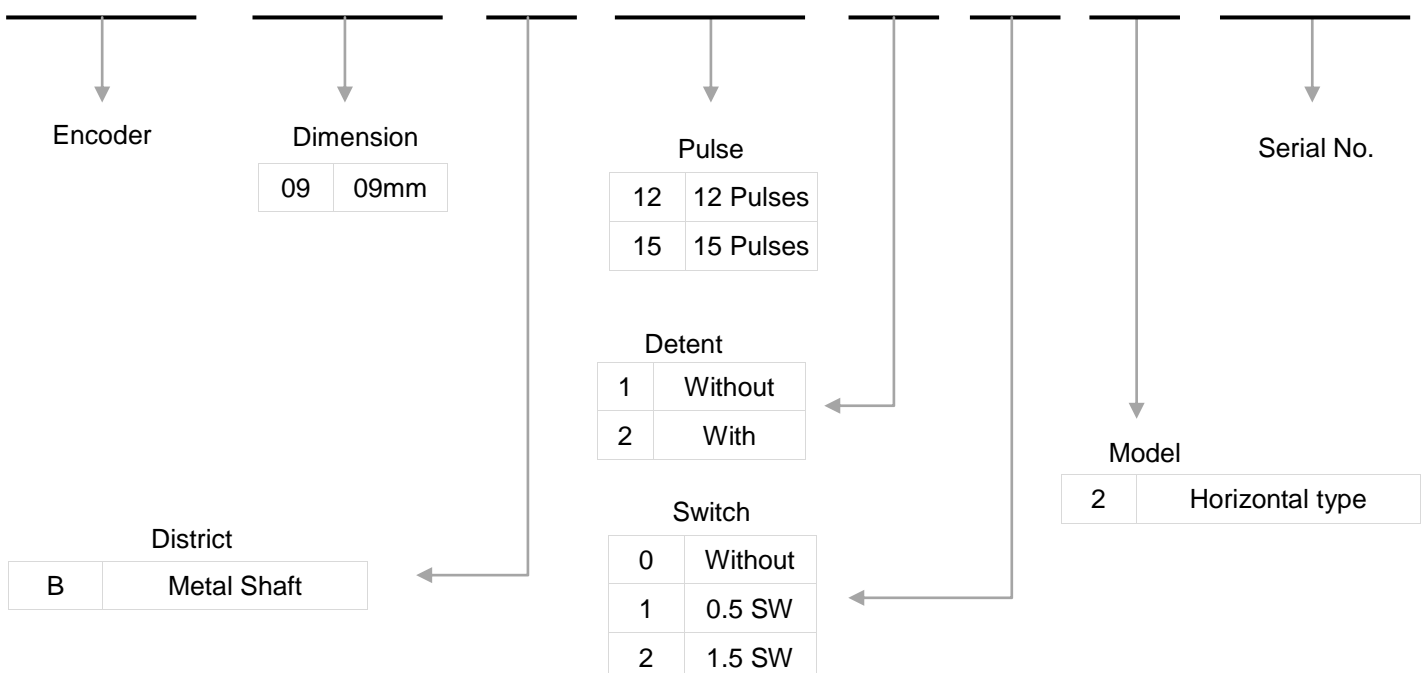 Encoder
Dimension
09 09mm
Pulse
12 12 Pulses
15 15 Pulses
Serial No.
Detent
1 Without
2 With
Model
2 Horizontal type
District
B Metal Shaft
Switch
0 Without
1 0.5 SW
2 1.5 SW